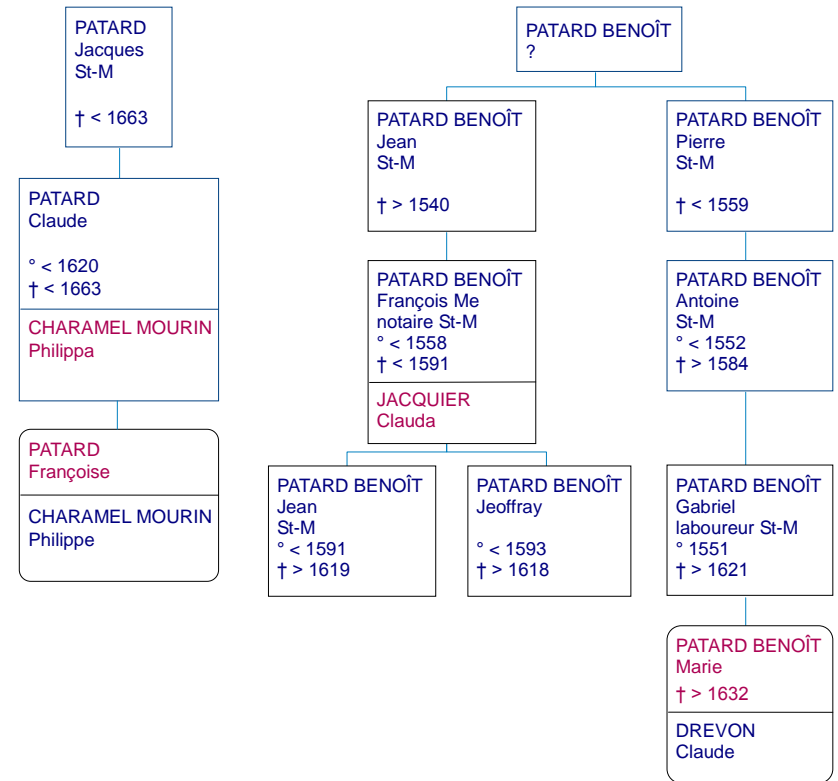 PATARD
Jacques
St-M
† < 1663
PATARD
Claude
° < 1620
† < 1663
CHARAMEL MOURIN
Philippa
PATARD
Françoise
CHARAMEL MOURIN
Philippe
PATARD BENOÎT
?
PATARD BENOÎT
Jean
St-M
† > 1540
PATARD BENOÎT
François Me
notaire St-M
° < 1558
† < 1591
JACQUIER
Clauda
PATARD BENOÎT
Jean
St-M
° < 1591
† > 1619
PATARD BENOÎT
Jeoffray
° < 1593
† > 1618
PATARD BENOÎT
Pierre
St-M
† < 1559
PATARD BENOÎT
Antoine
St-M
° < 1552
† > 1584
PATARD BENOÎT
Gabriel
laboureur St-M
° 1551
† > 1621
PATARD BENOÎT
Marie
† > 1632
DREVON
Claude